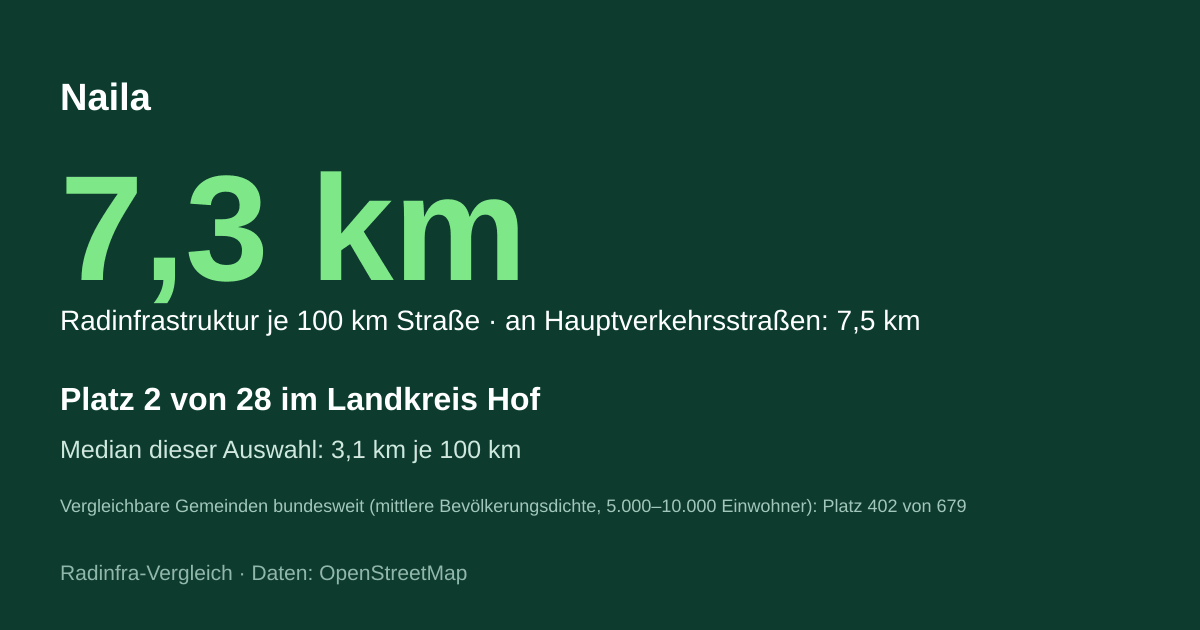 Naila
7,3 km
Radinfrastruktur je 100 km Straße · an Hauptverkehrsstraßen: 7,5 km
Platz 2 von 28 im Landkreis Hof
Median dieser Auswahl: 3,1 km je 100 km
Vergleichbare Gemeinden bundesweit (mittlere Bevölkerungsdichte, 5.000–10.000 Einwohner): Platz 402 von 679
Radinfra-Vergleich · Daten: OpenStreetMap